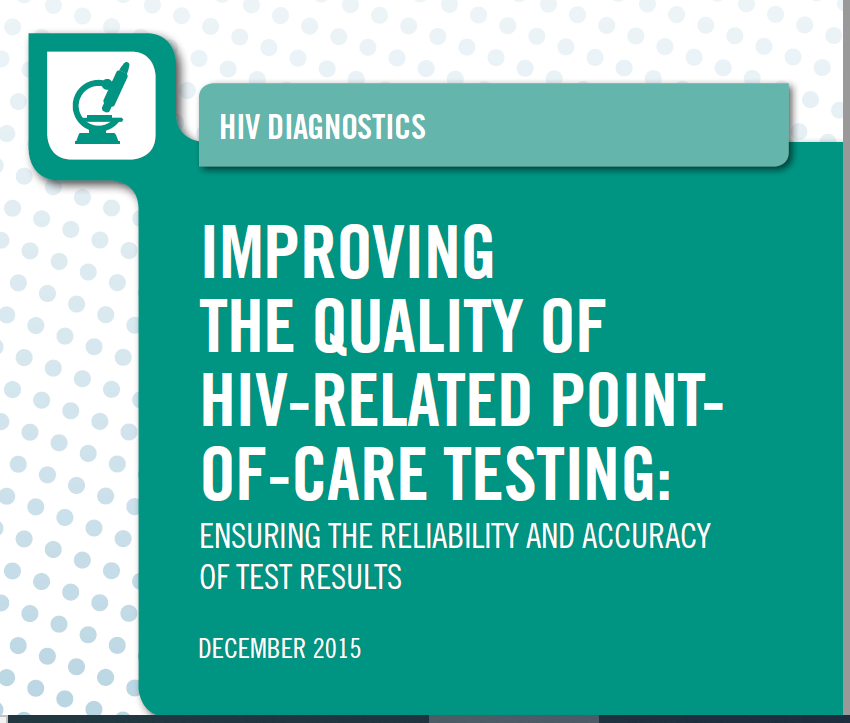 HIV DIAGNOSTICS
IMPROVING
THE QUALITY OF
HIV-RELATED POINT-
OF-CARE TESTING:
ENSURING THE RELIABILITY AND ACCURACY
OF TEST RESULTS
DECEMBER 2015